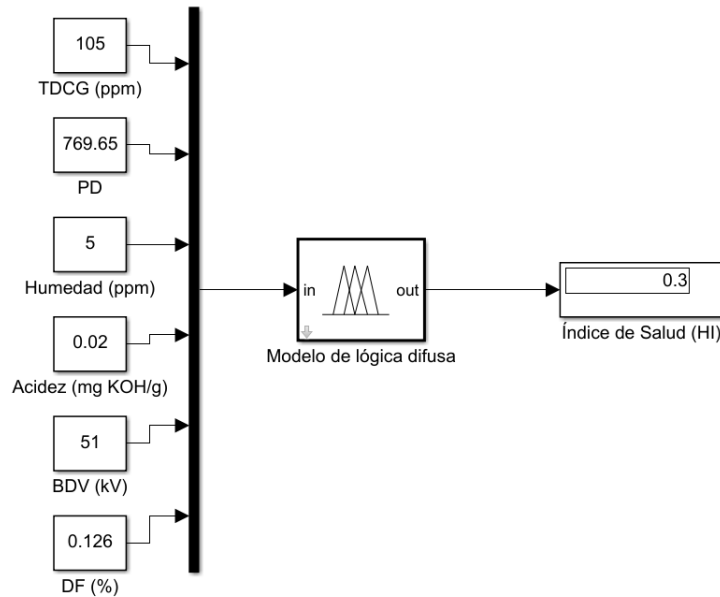 105
TDCG (ppm)
769.65
PD
5
Humedad (ppm)
0.02
Acidez (mg KOH/g)
51
BDV (kV)
0.126
DF (%)
in out
Modelo de lógica difusa
0.3
Índice de Salud (HI)